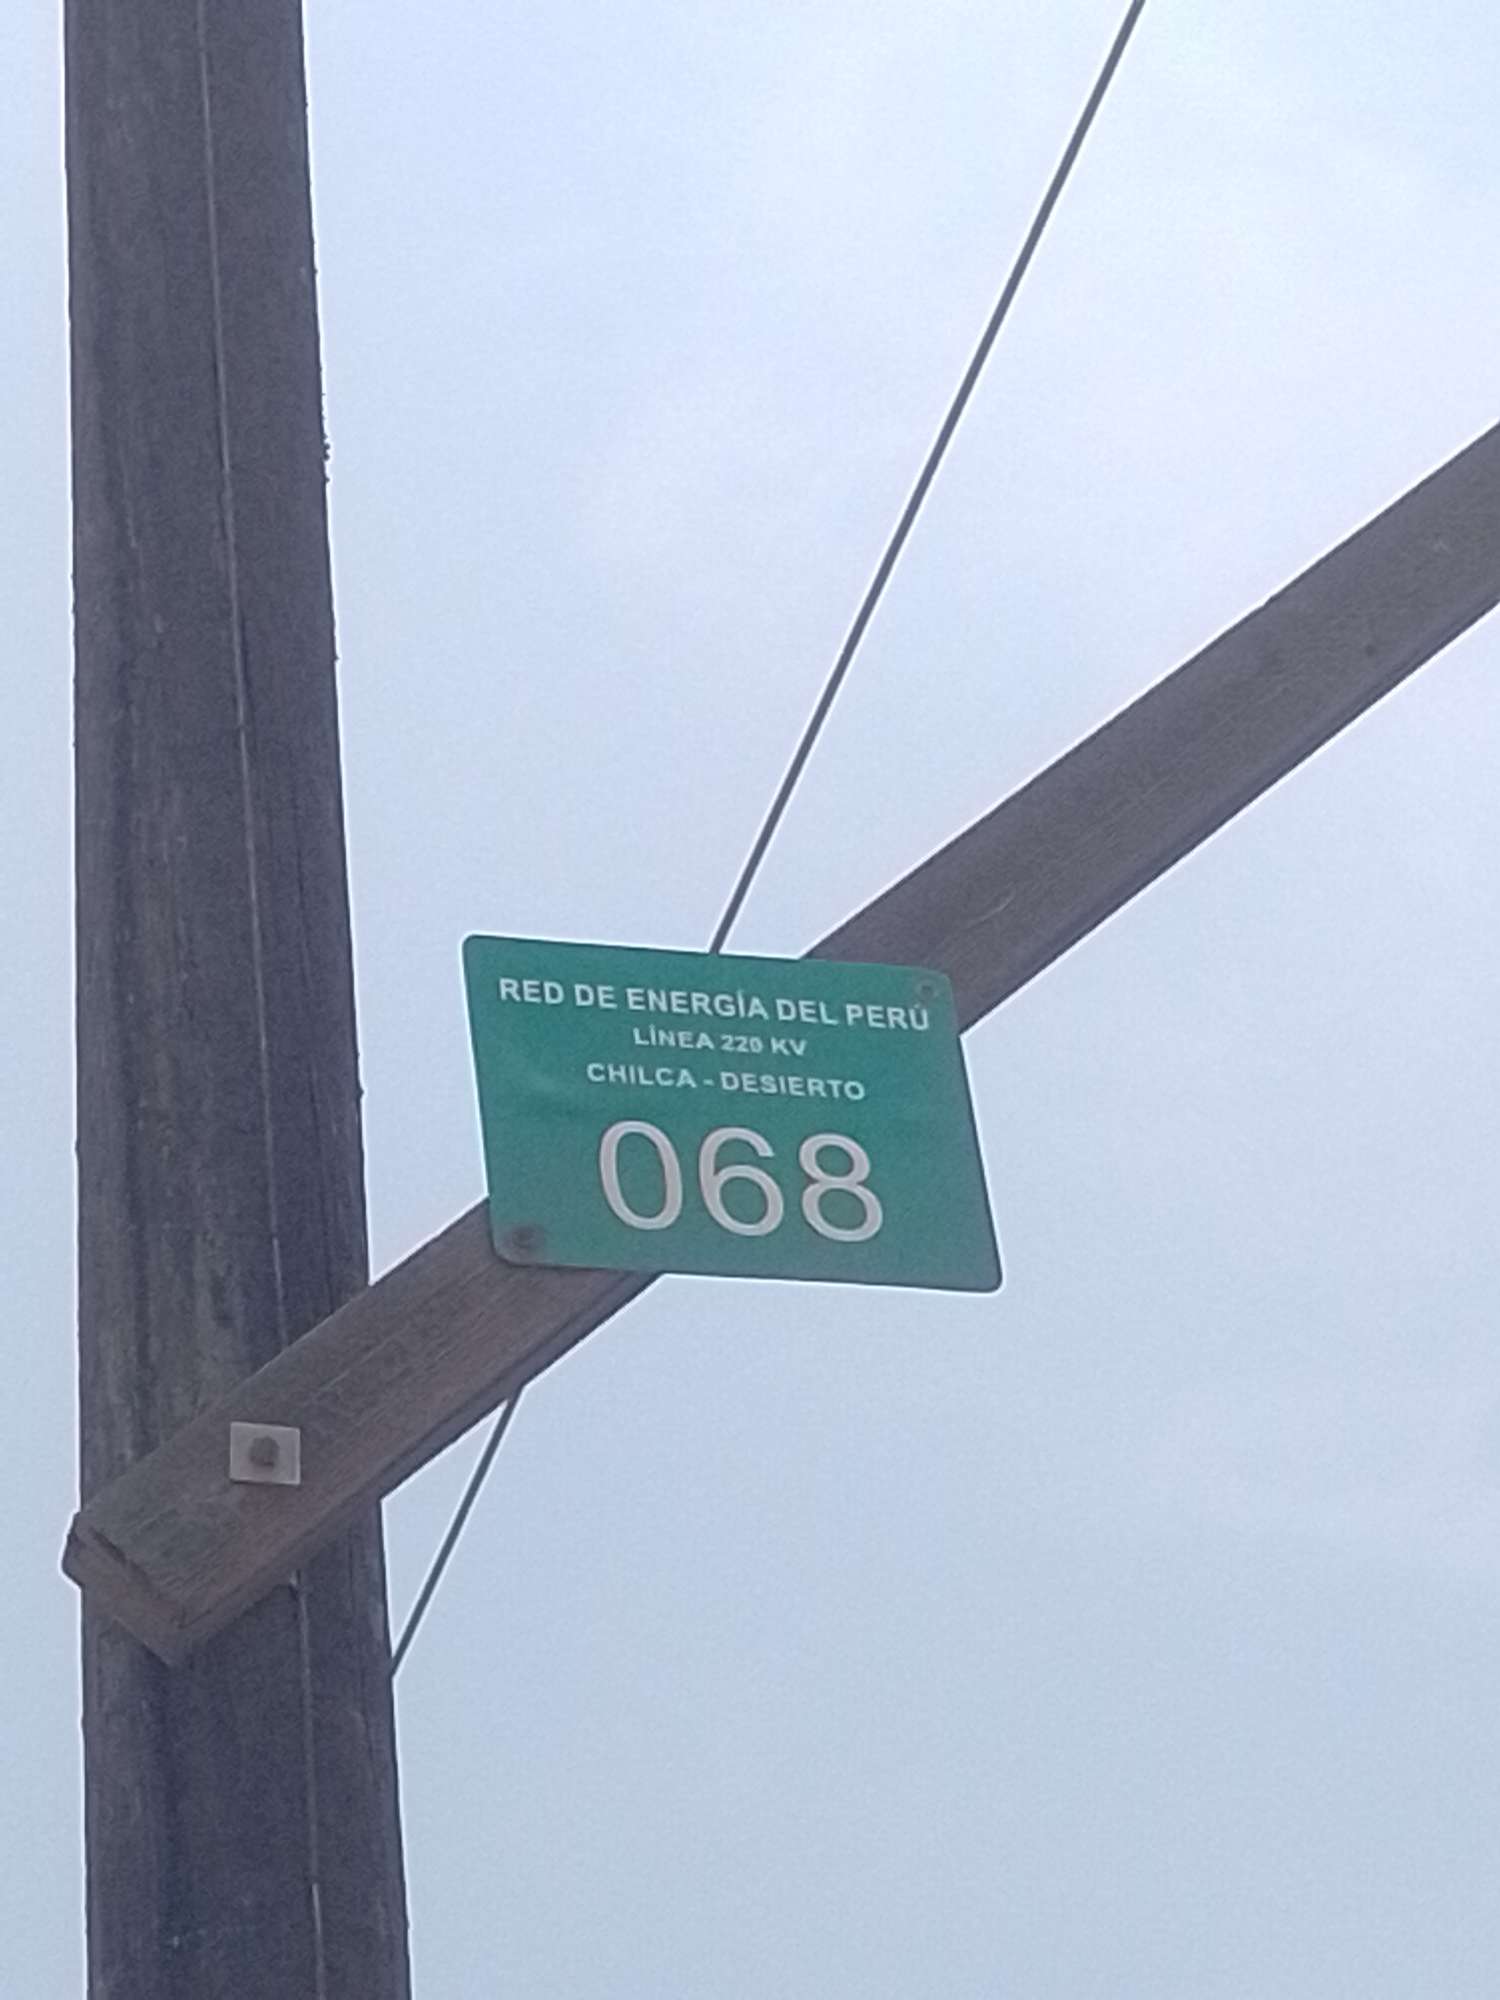 RED DE ENERGÍA DEL PERÚ
LÍNEA 220 KV
CHILCA - DESIERTO
068